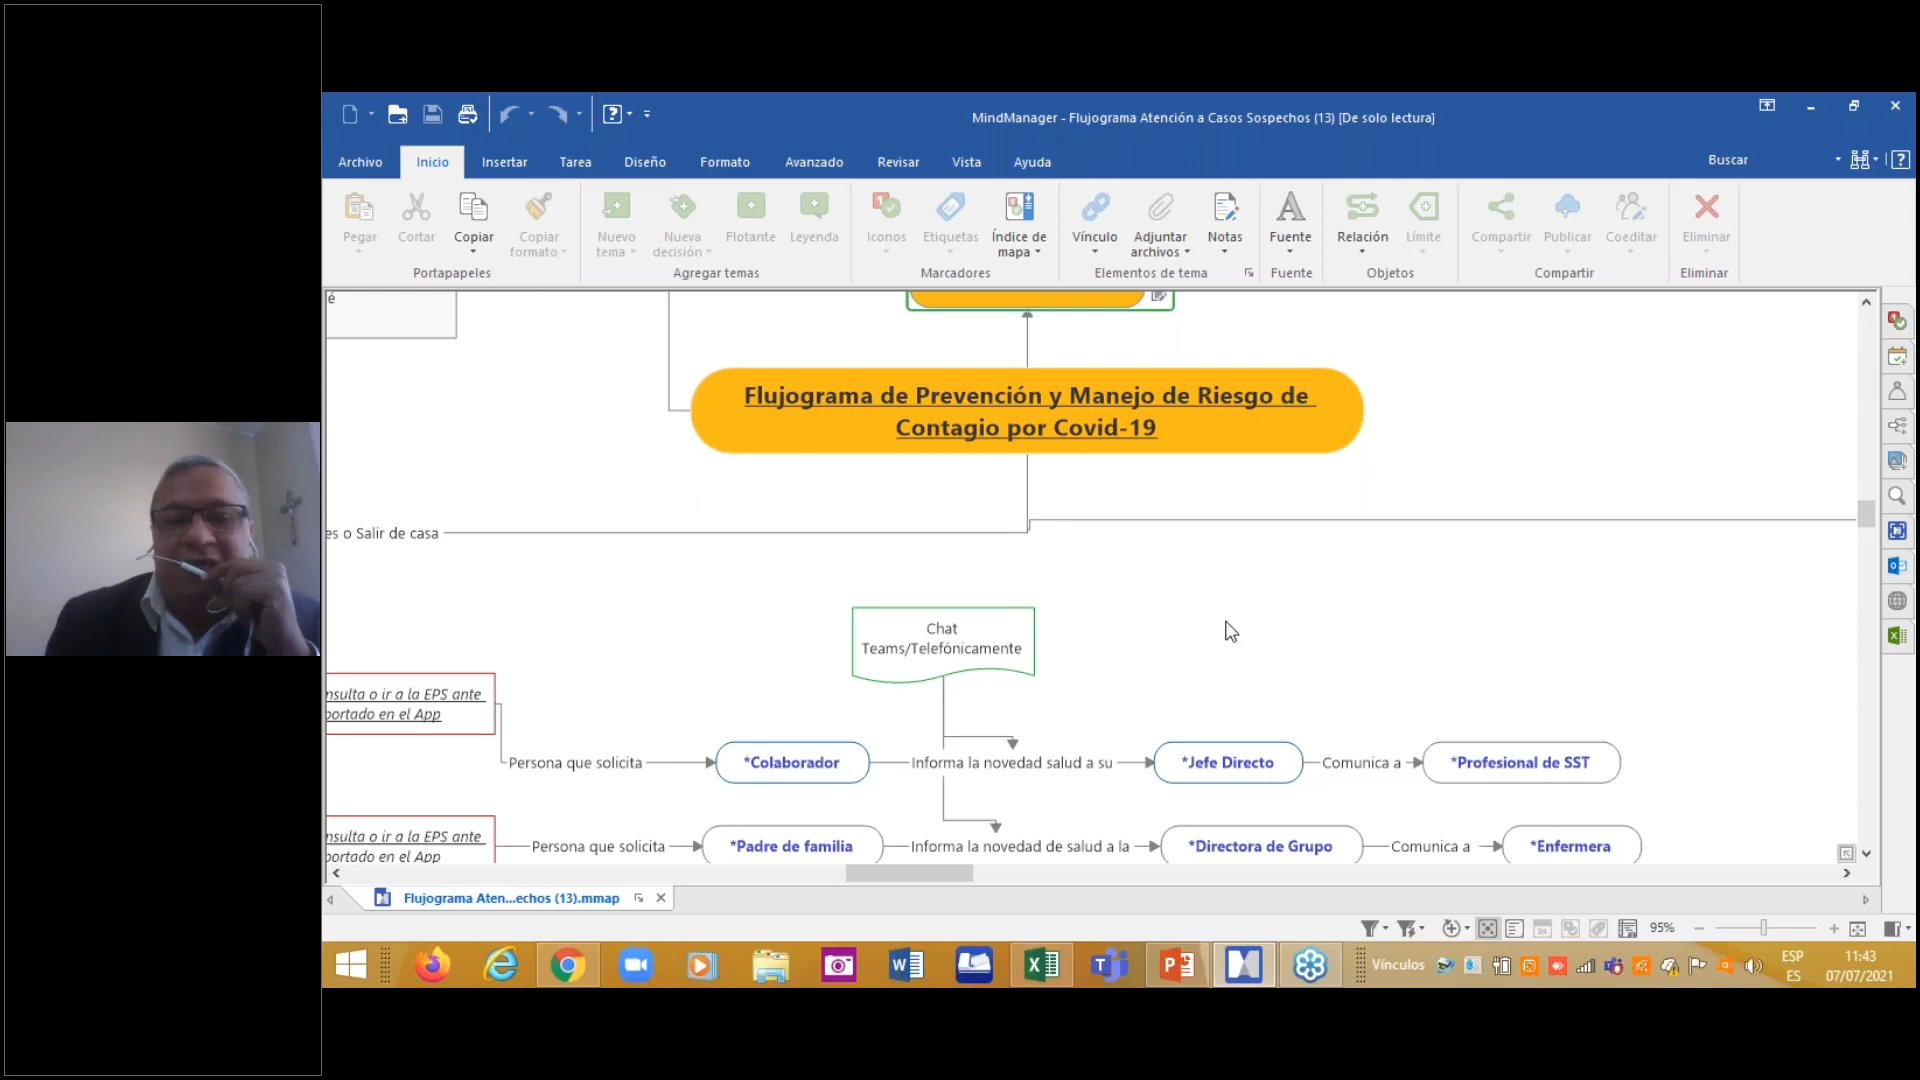 MindManager - Flujograma Atención a Casos Sospechos (13) [De solo lectura]
Archivo
Inicio
Insertar
Tarea
Diseño
Formato
Avanzado
Revisar
Vista
Ayuda
Buscar
Pegar
Cortar
Copiar
Copiar
formato
Nuevo
tema
Nueva
decisión
Flotante
Leyenda
Iconos
Etiquetas
Índice de
mapa
Vínculo
Adjuntar
archivos
Notas
Fuente
Relación
Límite
Compartir
Publicar
Coeditar
Eliminar
Portapapeles
Agregar temas
Marcadores
Elementos de tema
Fuente
Objetos
Compartir
Eliminar
é
Flujograma de Prevención y Manejo de Riesgo de
Contagio por Covid-19
es o Salir de casa
Chat
Teams/Telefónicamente
nsulta o ir a la EPS ante
portado en el App
Persona que solicita
*Colaborador
Informa la novedad salud a su
*Jefe Directo
Comunica a
*Profesional de SST
nsulta o ir a la EPS ante
portado en el App
Persona que solicita
*Padre de familia
Informa la novedad de salud a la
*Directora de Grupo
Comunica a
*Enfermera
Flujograma Aten...echos (13).mmap
95%
Vínculos
ESP
ES
11:43
07/07/2021